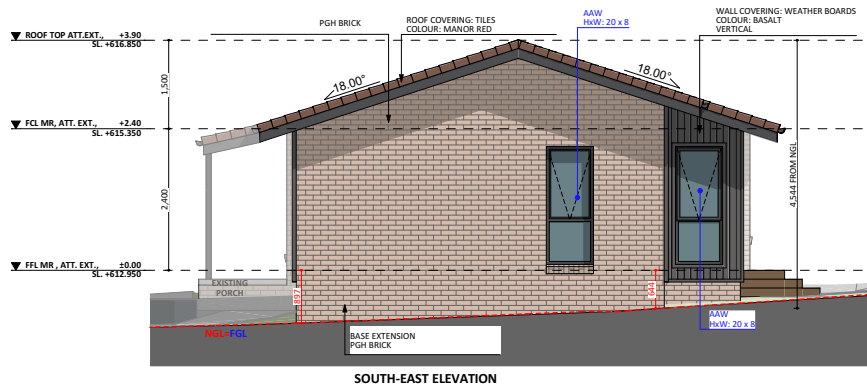 ROOF TOP ATT.EXT., +3.90
SL. +616.850
PGH BRICK
ROOF COVERING: TILES
COLOUR: MANOR RED
AAW
HxW: 20 x 8
WALL COVERING: WEATHER BOARDS
COLOUR: BASALT
VERTICAL
18.00°
18.00°
1,500
FCL MR, ATT. EXT., +2.40
SL. +615.350
2,400
4,544 FROM NGL
FFL MR , ATT. EXT., ±0.00
SL. +612.950
EXISTING
PORCH
897
644
NGL=FGL
BASE EXTENSION
PGH BRICK
AAW
HxW: 20 x 8
SOUTH-EAST ELEVATION